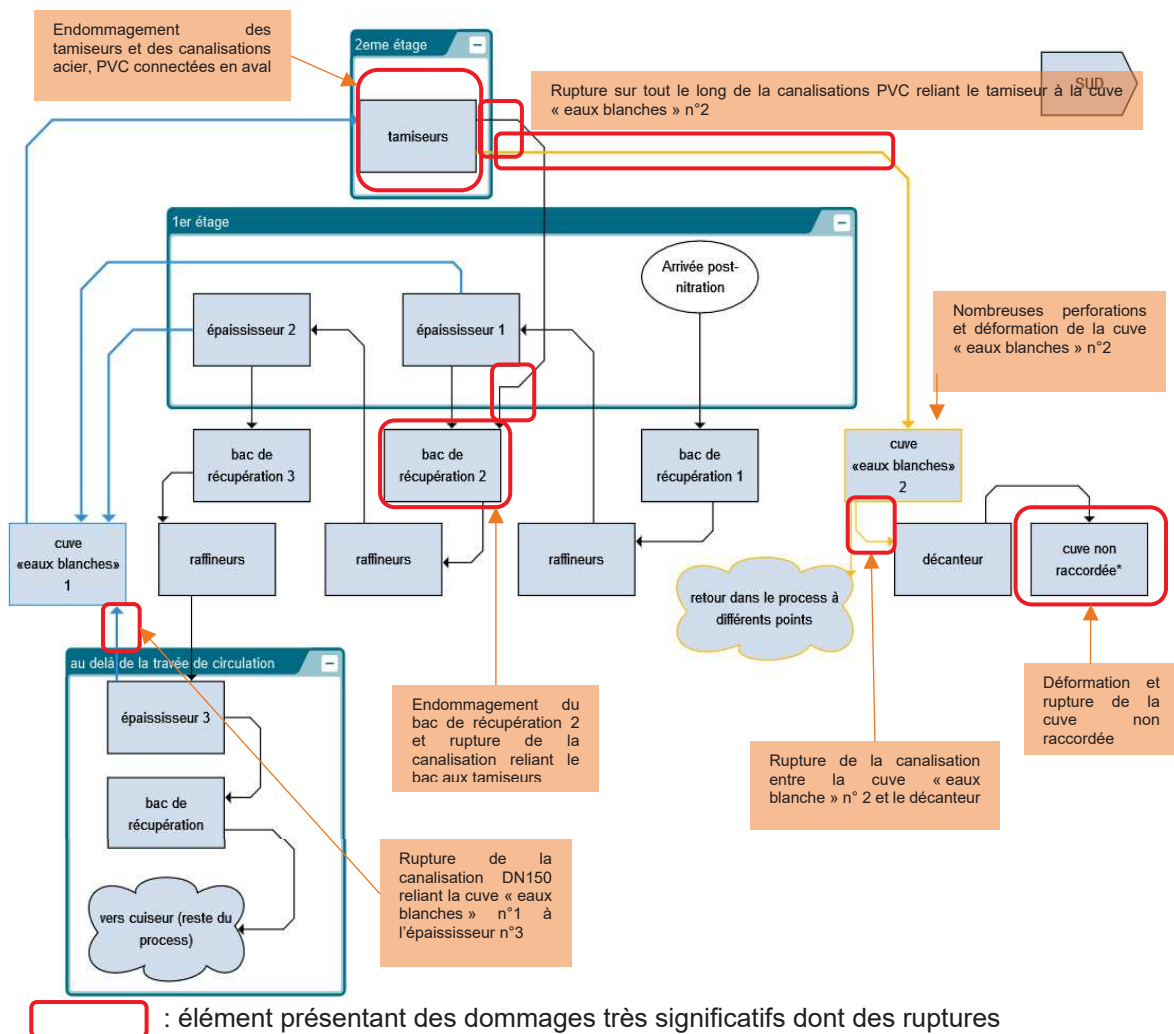 Endommagement des
tamiseurs et des canalisations
acier, PVC connectées en aval
2eme étage
SUD
Rupture sur tout le long de la canalisations PVC reliant le tamiseur à la cuve
« eaux blanches » n°2
tamiseurs
1er étage
Arrivée post-
nitration
épaississeur 2
épaississeur 1
Nombreuses perforations
et déformation de la cuve
« eaux blanches » n°2
bac de
récupération 3
bac de
récupération 2
bac de
récupération 1
cuve
«eaux blanches»
2
cuve
«eaux blanches»
1
raffineurs
raffineurs
raffineurs
décanteur
cuve non
raccordée*
retour dans le process à
différents points
au delà de la travée de circulation
épaississeur 3
bac de
récupération
vers cuiseur (reste du
process)
Endommagement du
bac de récupération 2
et rupture de la
canalisation reliant le
bac aux tamiseurs
Rupture de la canalisation
entre la cuve « eaux
blanche » n° 2 et le décanteur
Déformation et
rupture de la
cuve non
raccordée
Rupture de la
canalisation DN150
reliant la cuve « eaux
blanches » n°1 à
l'épaississeur n°3
: élément présentant des dommages très significatifs dont des ruptures